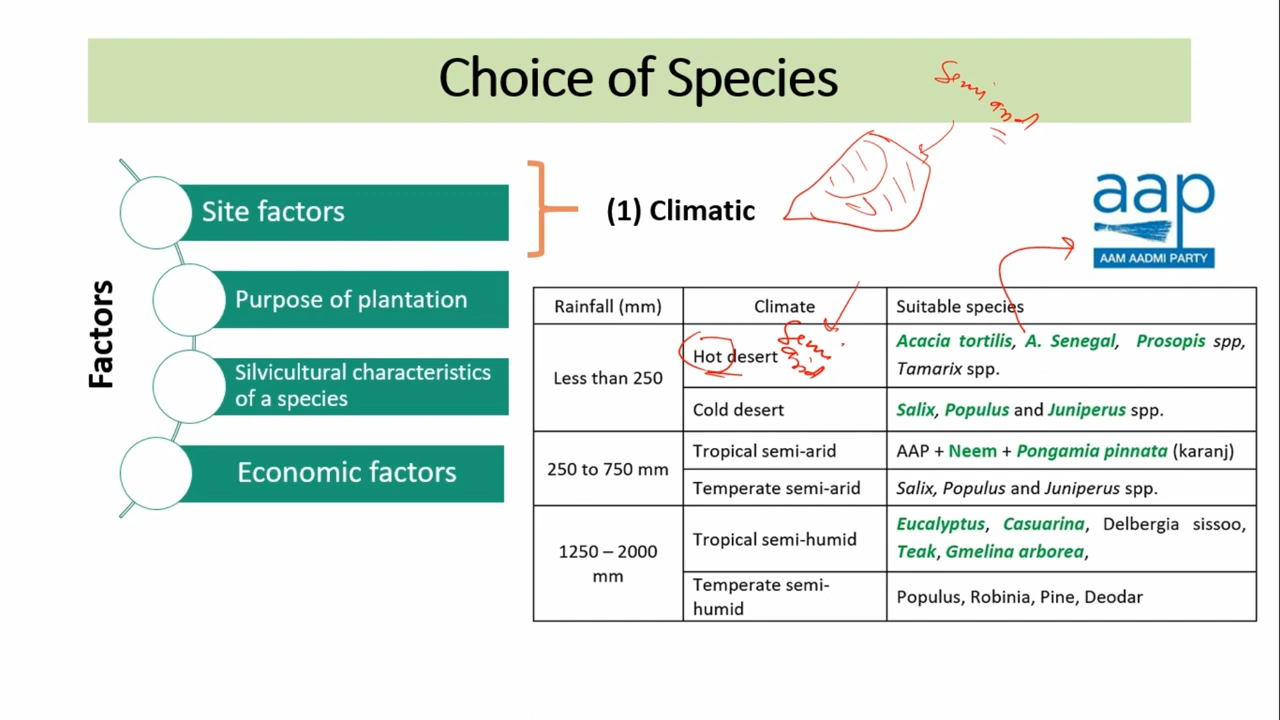 Choice of Species
Semi arid
Factors
Site factors
Purpose of plantation
Silvicultural characteristics
of a species
Economic factors
(1) Climatic
aap
AAM AADMI PARTY
Rainfall (mm) Climate Suitable species
Less than 250
Hot desert
Semi
arid
Acacia tortilis, A. Senegal, Prosopis spp,
Tamarix spp.
Cold desert
Salix, Populus and Juniperus spp.
250 to 750 mm
Tropical semi-arid
AAP + Neem + Pongamia pinnata (karanj)
Temperate semi-arid
Salix, Populus and Juniperus spp.
1250 – 2000
mm
Tropical semi-humid
Eucalyptus, Casuarina, Delbergia sissoo,
Teak, Gmelina arborea,
Temperate semi-
humid
Populus, Robinia, Pine, Deodar